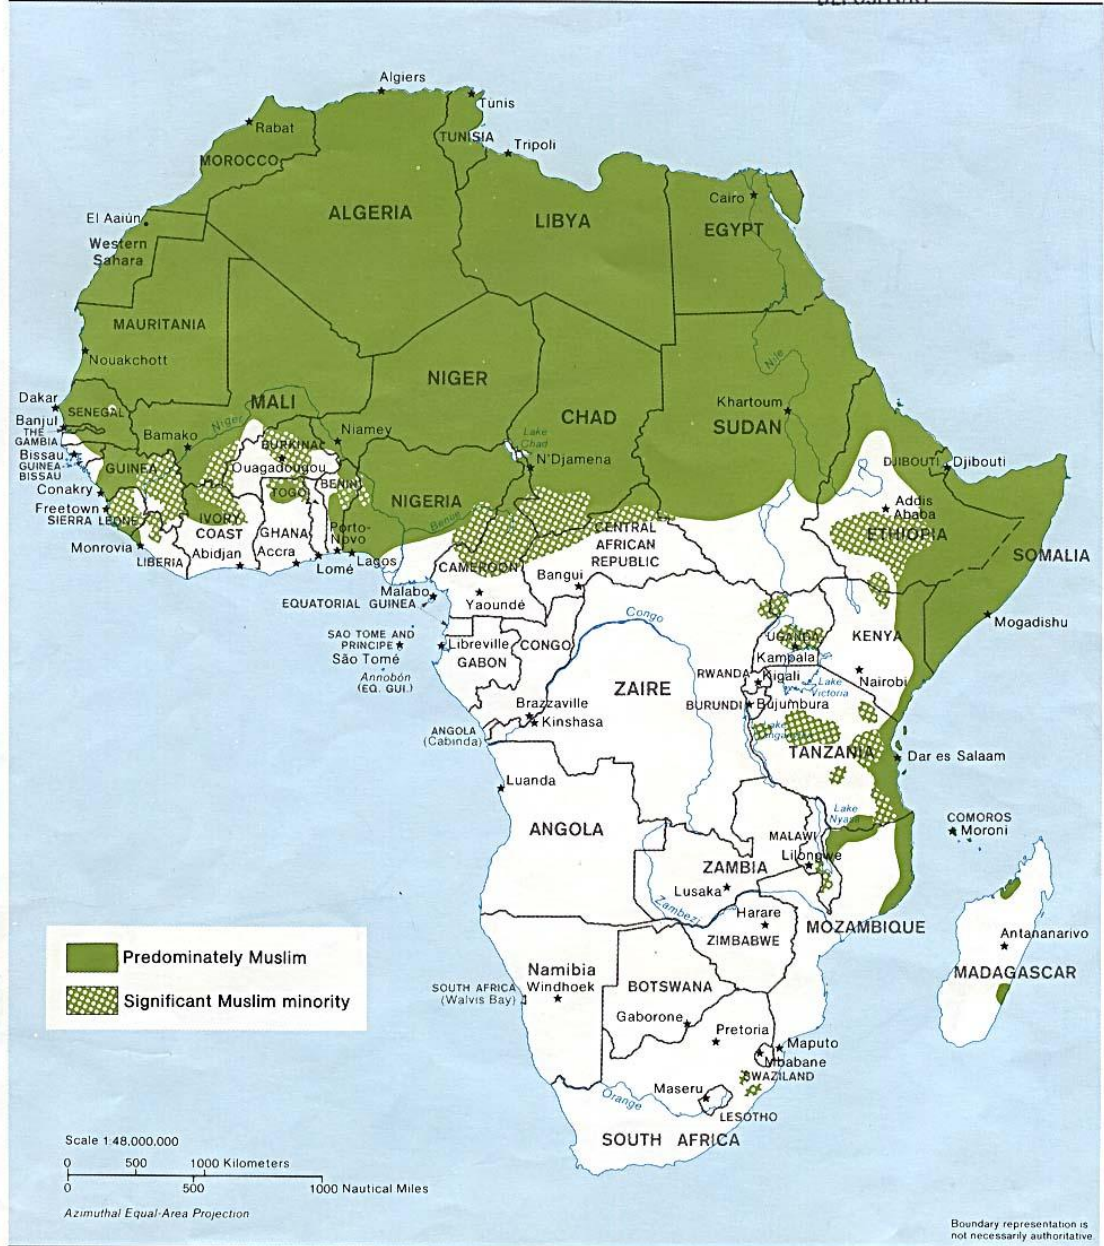 Algiers
Tunis
Rabat
TUNISIA
Tripoli
MOROCCO
Cairo
El Aaiún
ALGERIA
LIBYA
EGYPT
Western
Sahara
MAURITANIA
Nouakchott
Nile
NIGER
Dakar
SENEGAL
MALI
CHAD
Khartoum
SUDAN
Banjul
THE
GAMBIA
Niger
Niamey
Bamako
BURKINA
Lake
Chad
N'Djamena
Bissau
GUINEA-
BISSAU
GUINEA
Ouagadougou
BENIN
DJIBOUTI
Djibouti
Conakry
TOGO
NIGERIA
Addis
Ababa
Freetown
SIERRA LEONE
IVORY
COAST
GHANA
Porto-
Novo
Benue
CENTRAL
AFRICAN
REPUBLIC
ETHIOPIA
SOMALIA
Monrovia
LIBERIA
Abidjan
Accra
Lomé
Lagos
CAMEROON
Bangui
Malabo
EQUATORIAL GUINEA
Yaoundé
Congo
Mogadishu
SAO TOME AND
PRINCIPE
São Tomé
Annobón
(EQ. GUI.)
Libreville
GABON
CONGO
UGANDA
Kampala
KENYA
Nairobi
RWANDA
Kigali
Lake
Victoria
ZAIRE
BURUNDI
Bujumbura
Brazzaville
Kinshasa
ANGOLA
(Cabinda)
Lake
TANZANIA
Dar es Salaam
Luanda
Lake
Nyasa
COMOROS
Moroni
ANGOLA
MALAWI
Lilongwe
ZAMBIA
Lusaka
Zambezi
Harare
ZIMBABWE
MOZAMBIQUE
Antananarivo
MADAGASCAR
Predominately Muslim
Significant Muslim minority
Namibia
Windhoek
SOUTH AFRICA
(Walvis Bay)
BOTSWANA
Gaborone
Pretoria
Maputo
Mbabane
SWAZILAND
Maseru
Orange
LESOTHO
SOUTH AFRICA
Scale 1:48,000,000
0 500 1000 Kilometers
0 500 1000 Nautical Miles
Azimuthal Equal-Area Projection
Boundary representation is
not necessarily authoritative